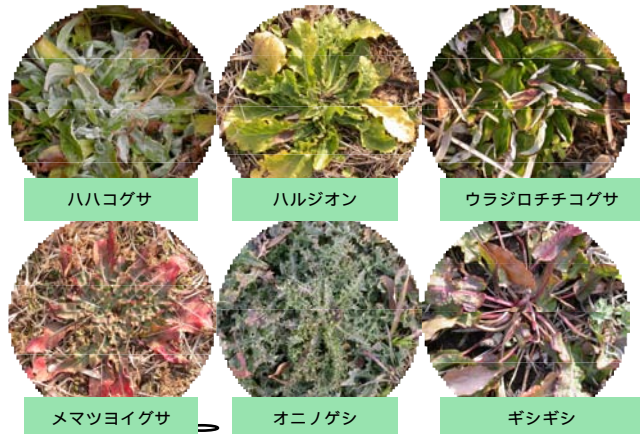 ハハコグサ
ハルジオン
ウラジロチチコグサ
メマツヨイグサ
オニノゲシ
ギシギシ